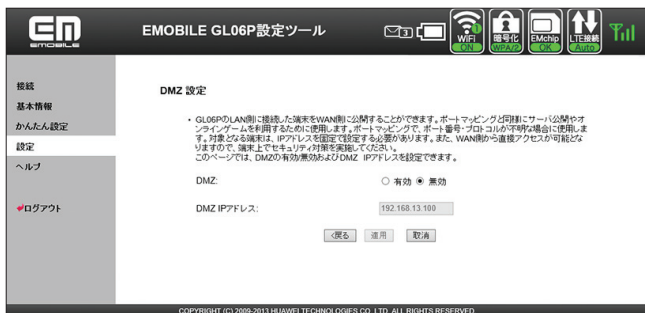 EM
EMOBILE
EMOBILE GL06P設定ツール
3
WiFi
ON
暗号化
WPA/2
EMchip
OK
LTE接続
Auto
接続
基本情報
かんたん設定
設定
ヘルプ
ログアウト
DMZ 設定
・GL06PのLAN側に接続した端末をWAN側に公開することができます。ポートマッピングと同様にサーバ公開やオ
ンラインゲームを利用するために使用します。ポートマッピングで、ポート番号・プロトコルが不明な場合に使用しま
す。対象となる端末は、IPアドレスを固定で設定する必要があります。また、WAN側から直接アクセスが可能とな
りますので、端末上でセキュリティ対策を実施してください。
このページでは、DMZの有効/無効およびDMZ IPアドレスを設定できます。
DMZ: 有効 無効
DMZ IPアドレス: 192.168.13.100
<戻る 適用 取消
COPYRIGHT (C) 2009-2013 HUAWEI TECHNOLOGIES CO., LTD. ALL RIGHTS RESERVED.